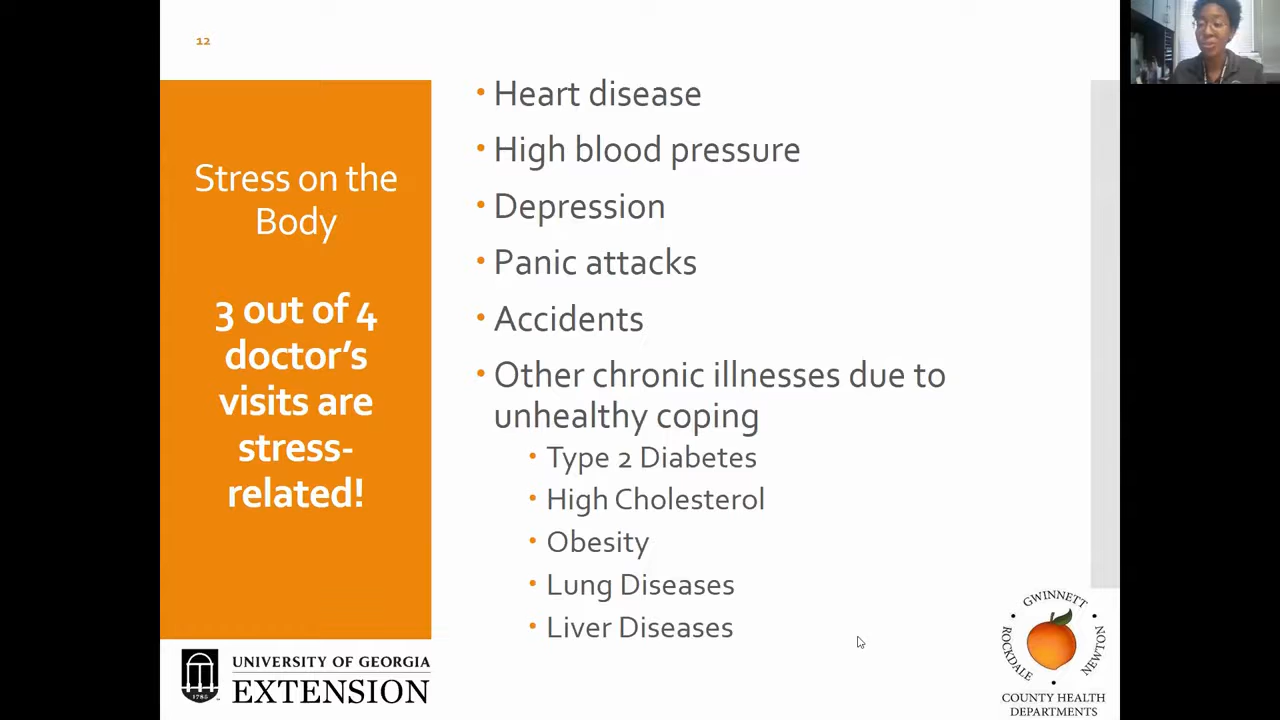 12
Stress on the
Body
3 out of 4
doctor's
visits are
stress-
related!
• Heart disease
• High blood pressure
• Depression
• Panic attacks
• Accidents
• Other chronic illnesses due to
unhealthy coping
• Type 2 Diabetes
• High Cholesterol
• Obesity
• Lung Diseases
• Liver Diseases
1785
UNIVERSITY OF GEORGIA
EXTENSION
GWINNETT
ROCKDALE
NEWTON
COUNTY HEALTH
DEPARTMENTS